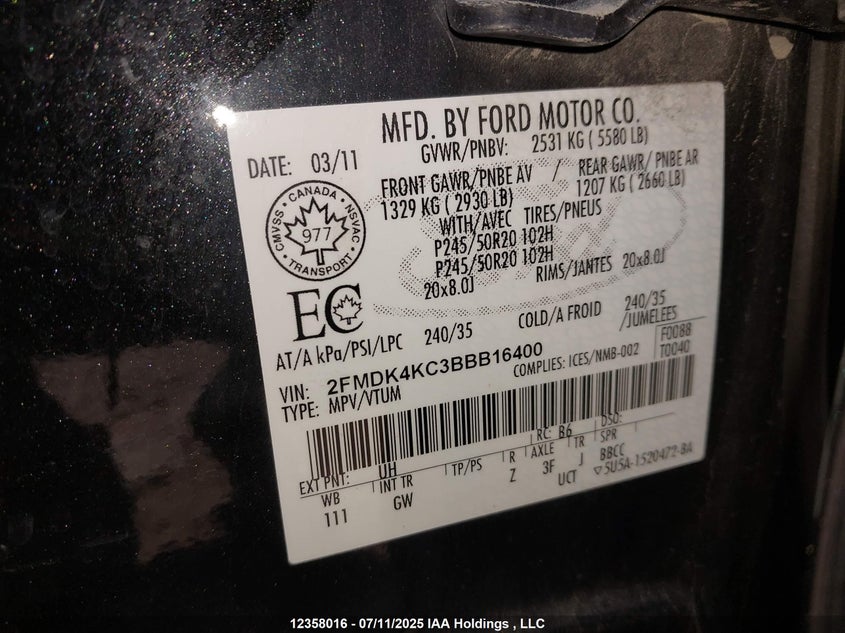 MFD. BY FORD MOTOR CO.
DATE: 03/11
GVWR/PNBV: 2531 KG ( 5580 LB)
FRONT GAWR/PNBE AV / REAR GAWR/ PNBE AR
1329 KG ( 2930 LB) 1207 KG ( 2660 LB)
WITH/AVEC TIRES/PNEUS
P245/50R20 102H
P245/50R20 102H
20x8.0J RIMS/JANTES 20x8.0J
CMVSS · CANADA · NSVAC
977
· TRANSPORT ·
EC
AT/A kPa/PSI/LPC 240/35 COLD/A FROID 240/35
/JUMELEES
VIN: 2FMDK4KC3BBB16400
COMPLIES: ICES/NMB-002
F0088
T0040
TYPE: MPV/VTUM
EXT PNT: UH RC: B6 DSO:
WB INT TR TP/PS R AXLE TR SPR
111 GW Z 3F J BBCC
UCT ▽5U5A-1520472-BA
12358016 - 07/11/2025 IAA Holdings , LLC